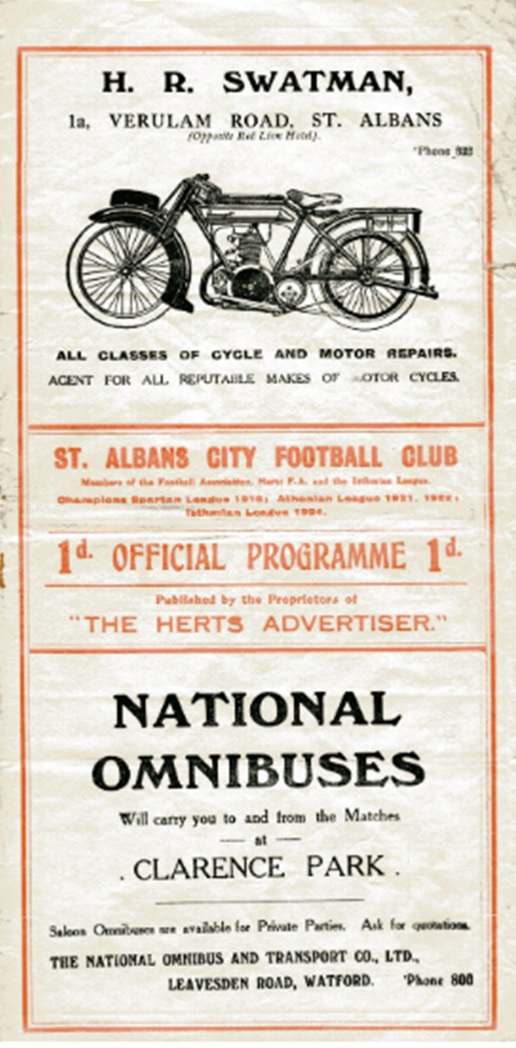 H. R. SWATMAN,
1a, VERULAM ROAD, ST. ALBANS
(Opposite Red Lion Hotel).
'Phone
ALL CLASSES OF CYCLE AND MOTOR REPAIRS.
AGENT FOR ALL REPUTABLE MAKES OF OTOR CYCLES.
ST. ALBANS CITY FOOTBALL CLUB
Members of the Football Association, Herts F.A. and the Isthmian League.
Champions Spartan League 1910; Athenian League 1921, 1922;
Isthmian League 1924.
1d. OFFICIAL PROGRAMME 1d.
Published by the Proprietors of
"THE HERTS ADVERTISER."
NATIONAL
OMNIBUSES
Will carry you to and from the Matches
— at —
. CLARENCE PARK .
Saloon Omnibuses are available for Private Parties. Ask for quotations.
THE NATIONAL OMNIBUS AND TRANSPORT CO., LTD.,
LEAVESDEN ROAD, WATFORD. 'Phone 800